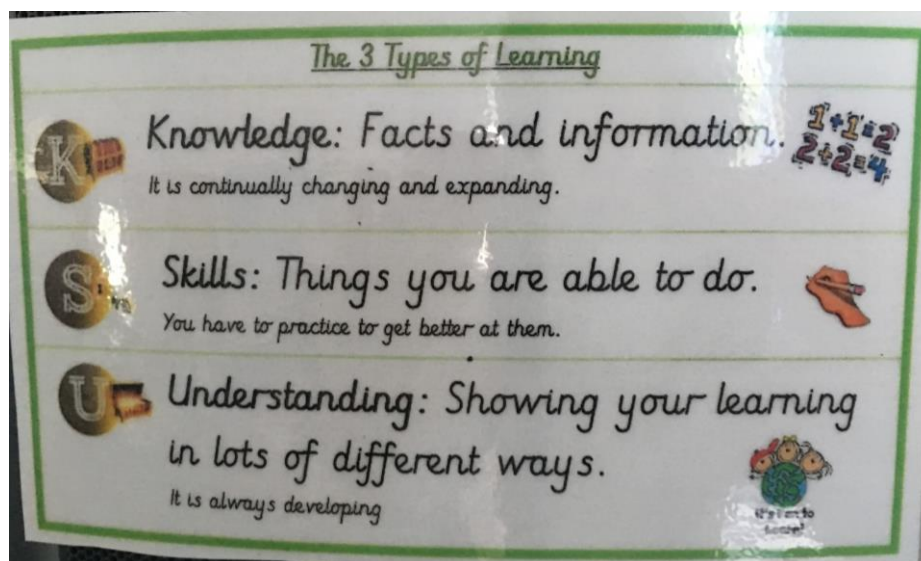 The 3 Types of Learning
K
Knowledge: Facts and information.
1+1=2
2+2=4
It is continually changing and expanding.
S
Skills: Things you are able to do.
You have to practice to get better at them.
U
Understanding: Showing your learning
in lots of different ways.
It is always developing